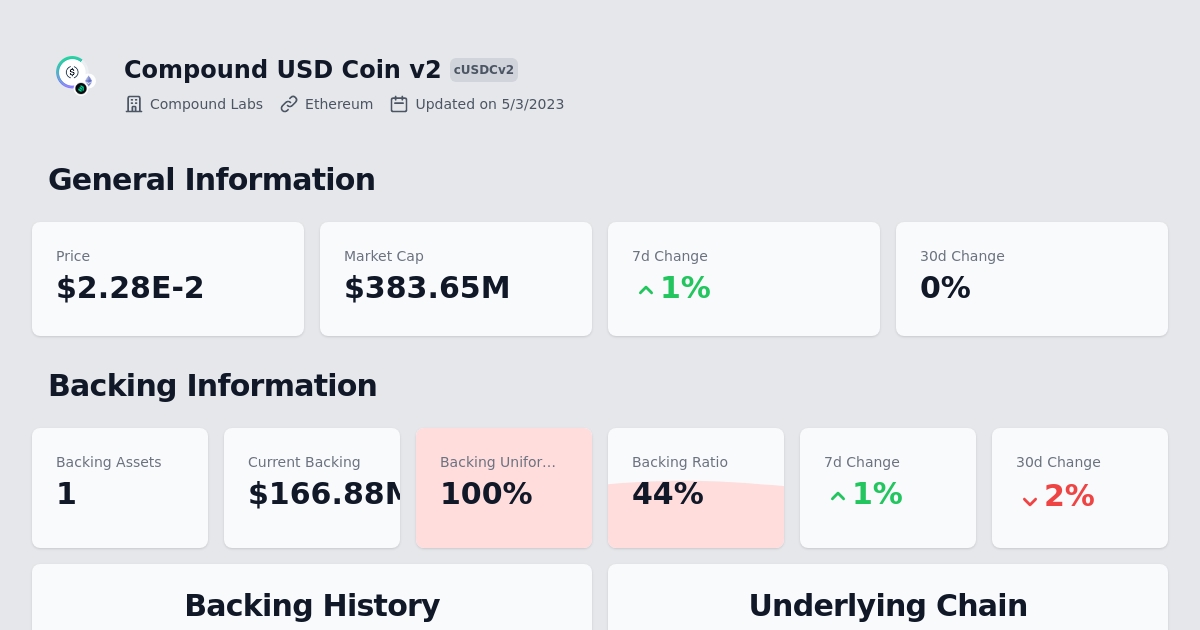 Compound USD Coin v2 cUSDCv2
Compound Labs Ethereum Updated on 5/3/2023
General Information
Price Market Cap 7d Change 30d Change
$2.28E-2 $383.65M 1% 0%
Backing Information
Backing Assets Current Backing Backing Unifor... Backing Ratio 7d Change 30d Change
1 $166.88M 100% 44% 1% 2%
Backing History Underlying Chain